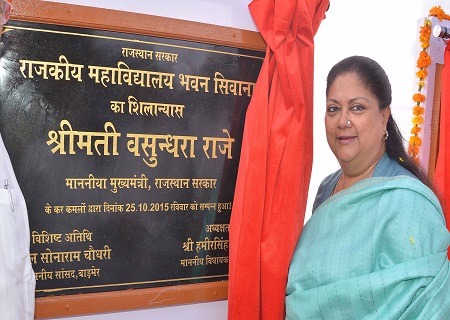 राजस्थान सरकार
राजकीय महाविद्यालय भवन सिवाना
का शिलान्यास
श्रीमती वसुन्धरा राजे
माननीया मुख्यमंत्री, राजस्थान सरकार
के कर कमलों द्वारा दिनांक 25.10.2015 रविवार को सम्पन्न हुआ।
विशिष्ट अतिथि
अध्यक्षता
सोनाराम चौधरी
श्री हमीरसिंह
सांसद, बाड़मेर
माननीय विधायक